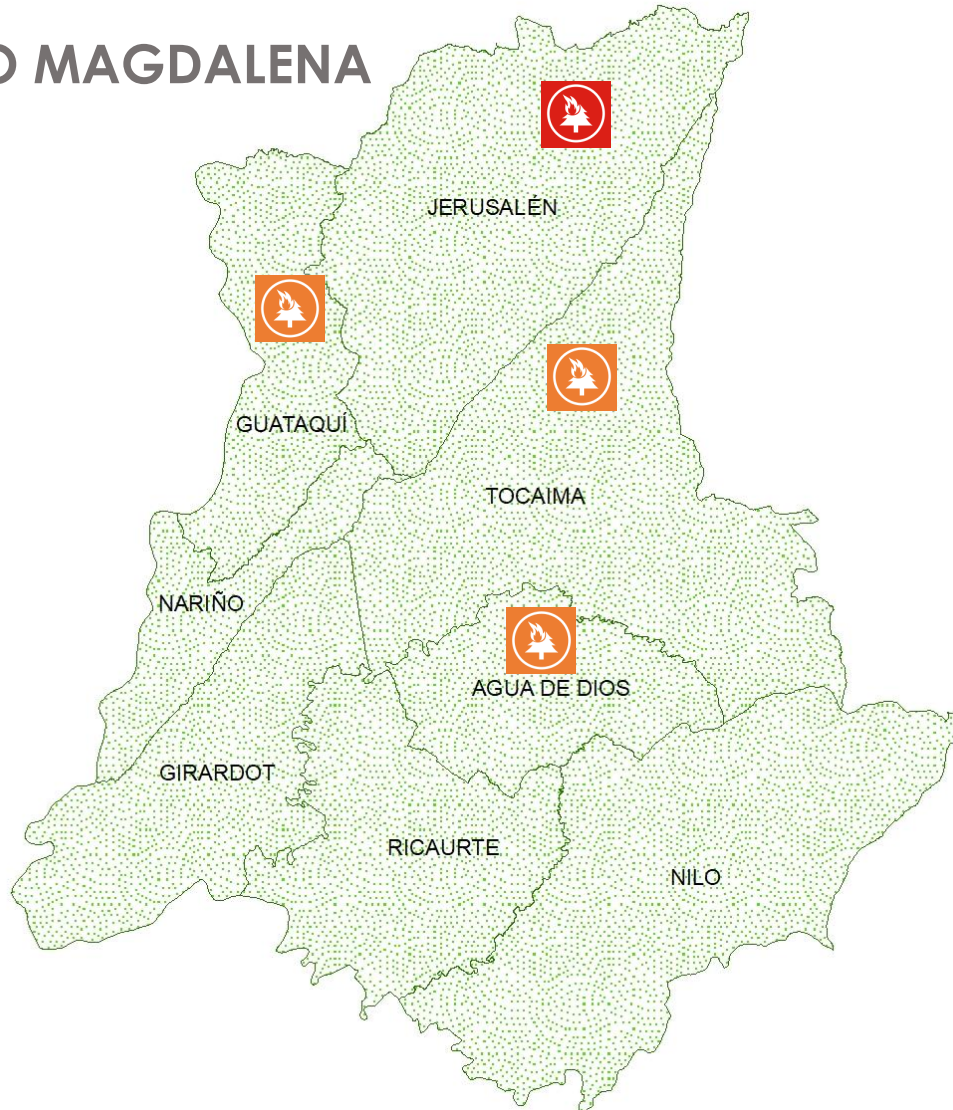 O MAGDALENA
JERUSALÉN
GUATAQUÍ
TOCAIMA
NARIÑO
AGUA DE DIOS
GIRARDOT
RICAURTE
NILO